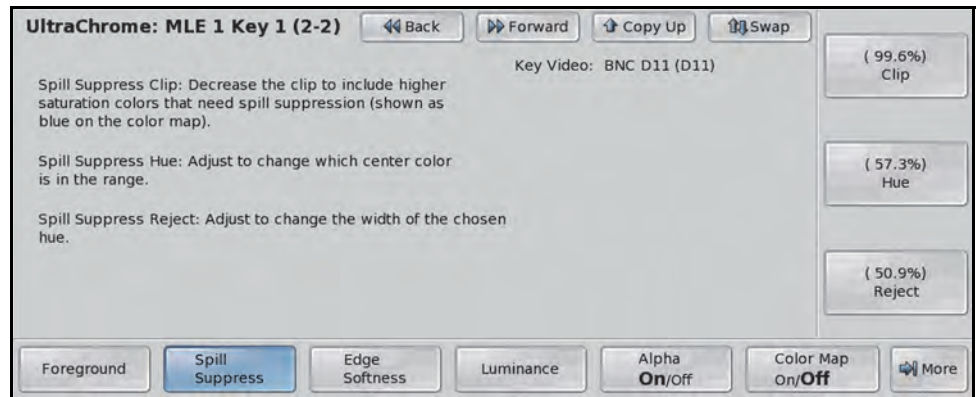 UltraChrome: MLE 1 Key 1 (2-2)
Back
Forward
Copy Up
Swap
Key Video: BNC D11 (D11)
Spill Suppress Clip: Decrease the clip to include higher
saturation colors that need spill suppression (shown as
blue on the color map).
Spill Suppress Hue: Adjust to change which center color
is in the range.
Spill Suppress Reject: Adjust to change the width of the chosen
hue.
( 99.6%)
Clip
( 57.3%)
Hue
( 50.9%)
Reject
Foreground
Spill
Suppress
Edge
Softness
Luminance
Alpha
On/Off
Color Map
On/Off
More